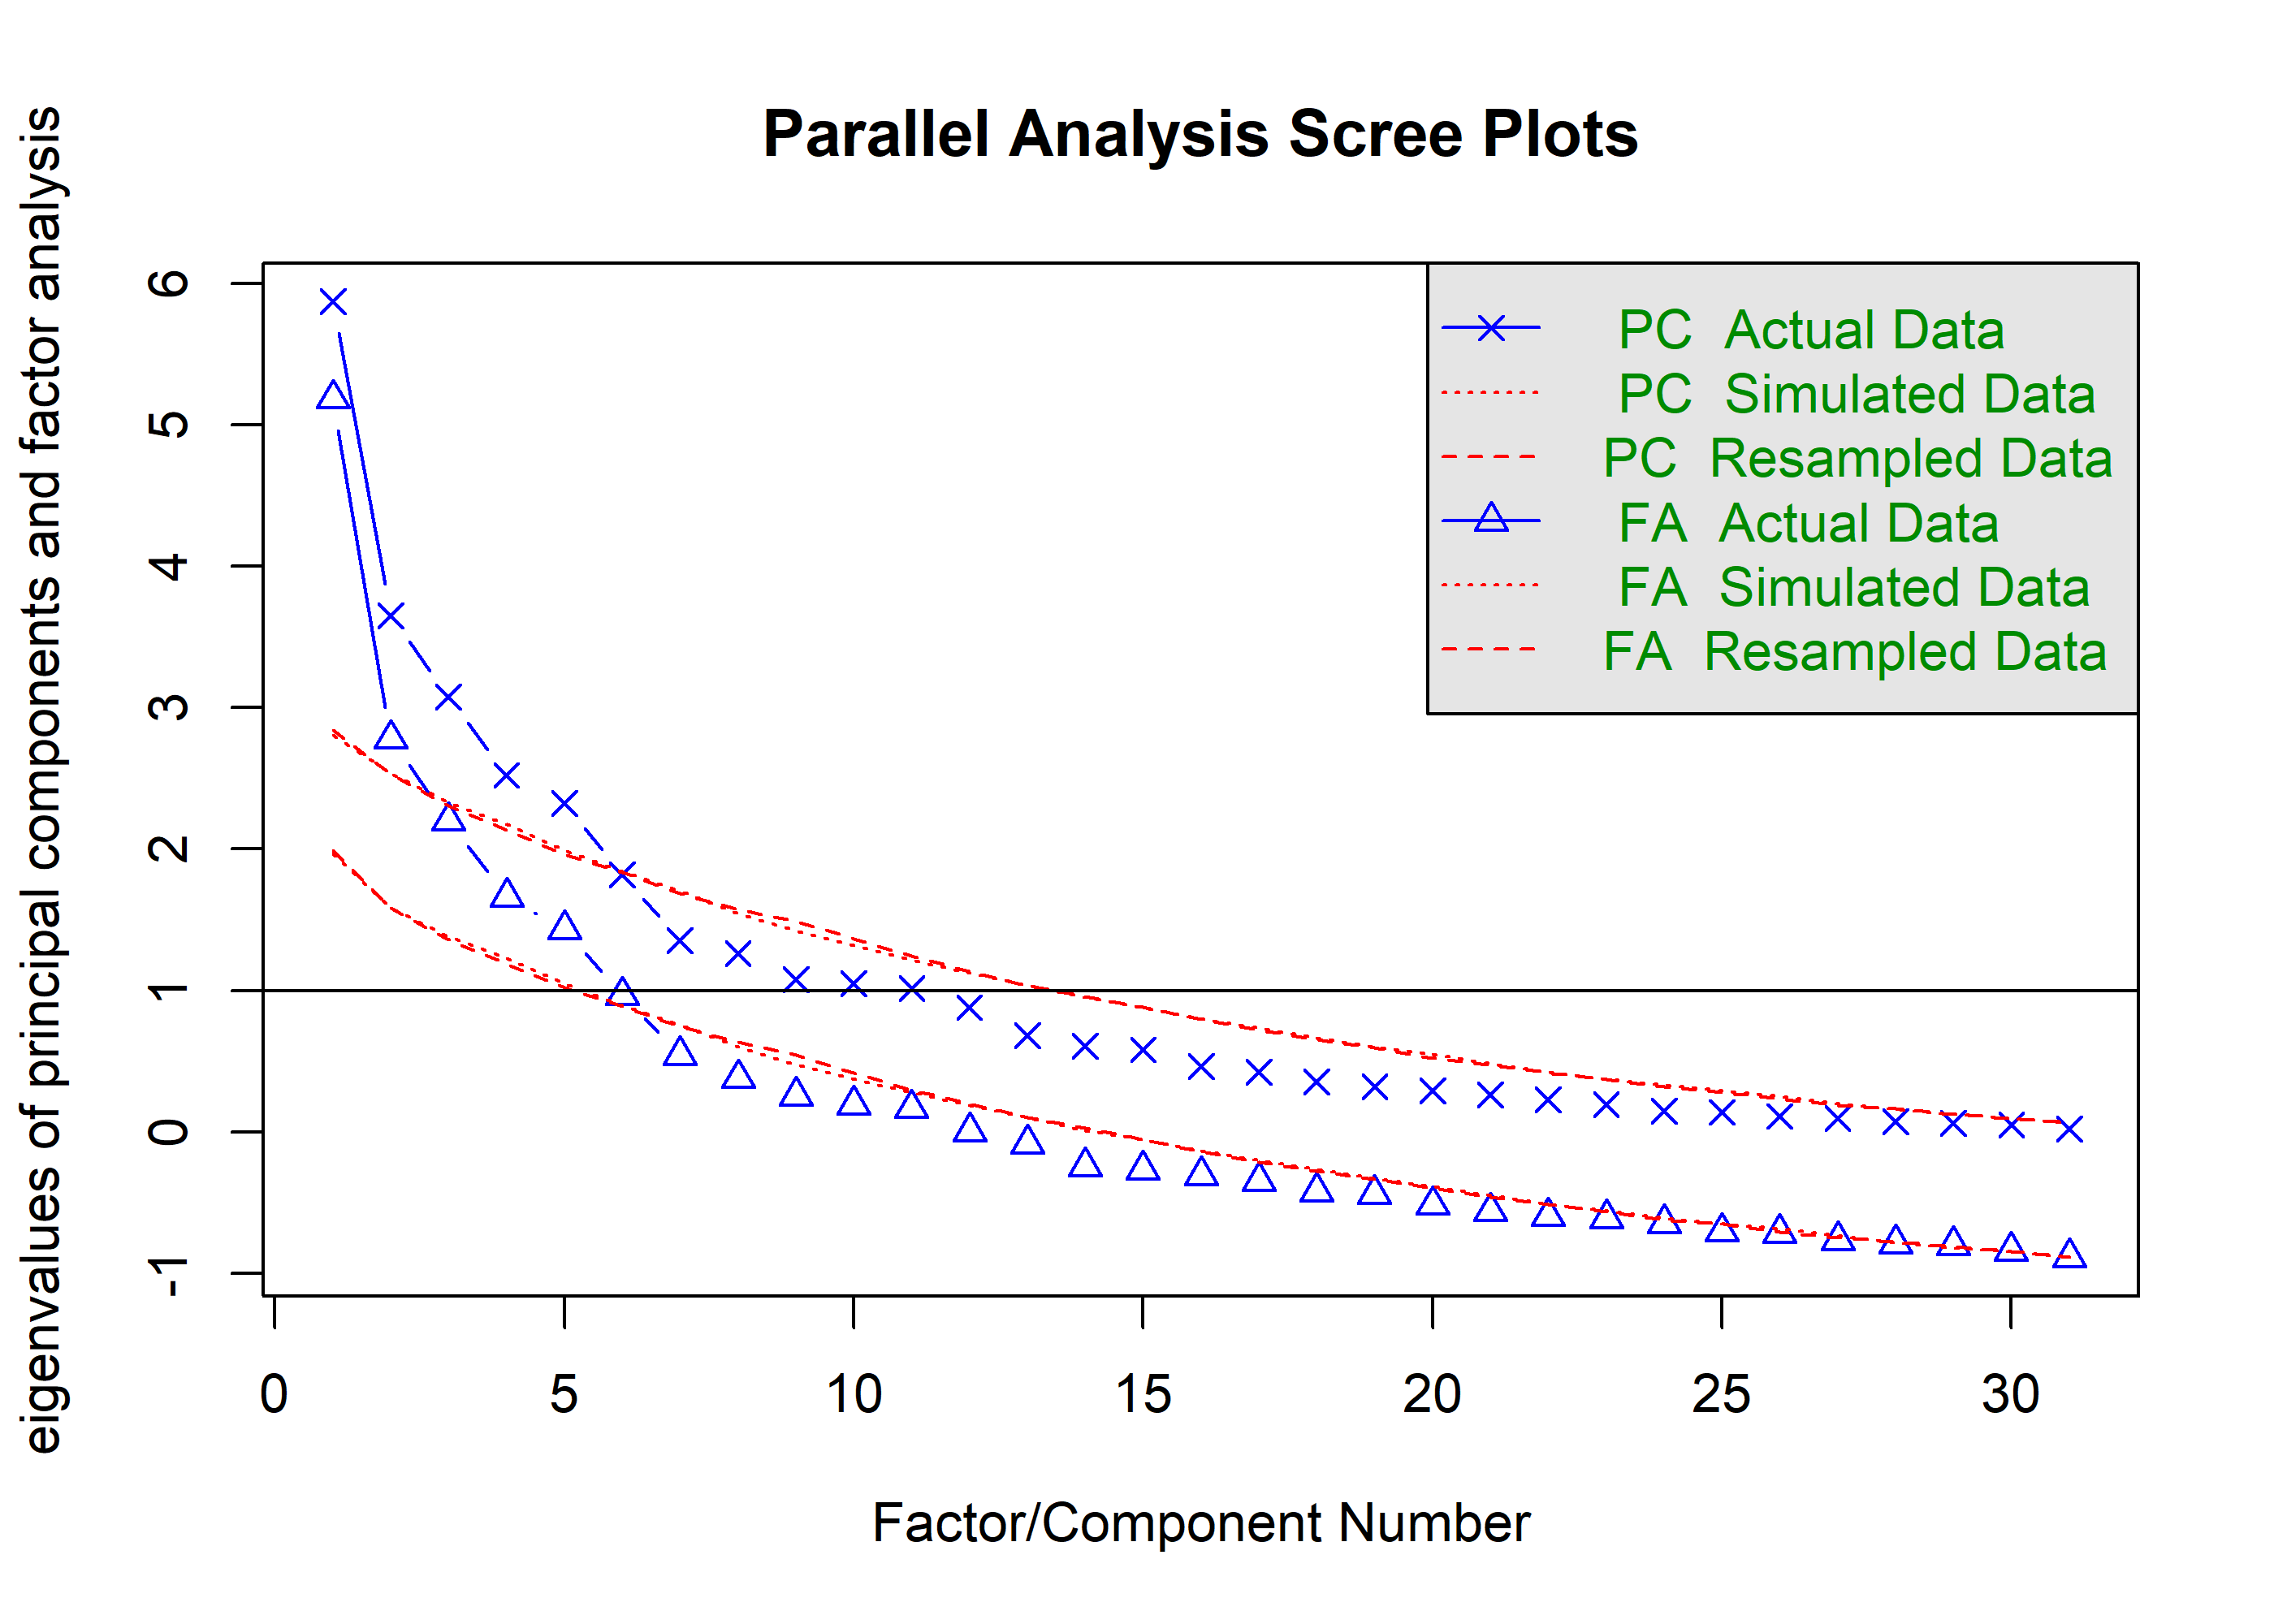 Parallel Analysis Scree Plots
eigenvalues of principal components and factor analysis
6
5
4
3
2
1
0
-1
PC Actual Data
PC Simulated Data
PC Resampled Data
FA Actual Data
FA Simulated Data
FA Resampled Data
0 5 10 15 20 25 30
Factor/Component Number